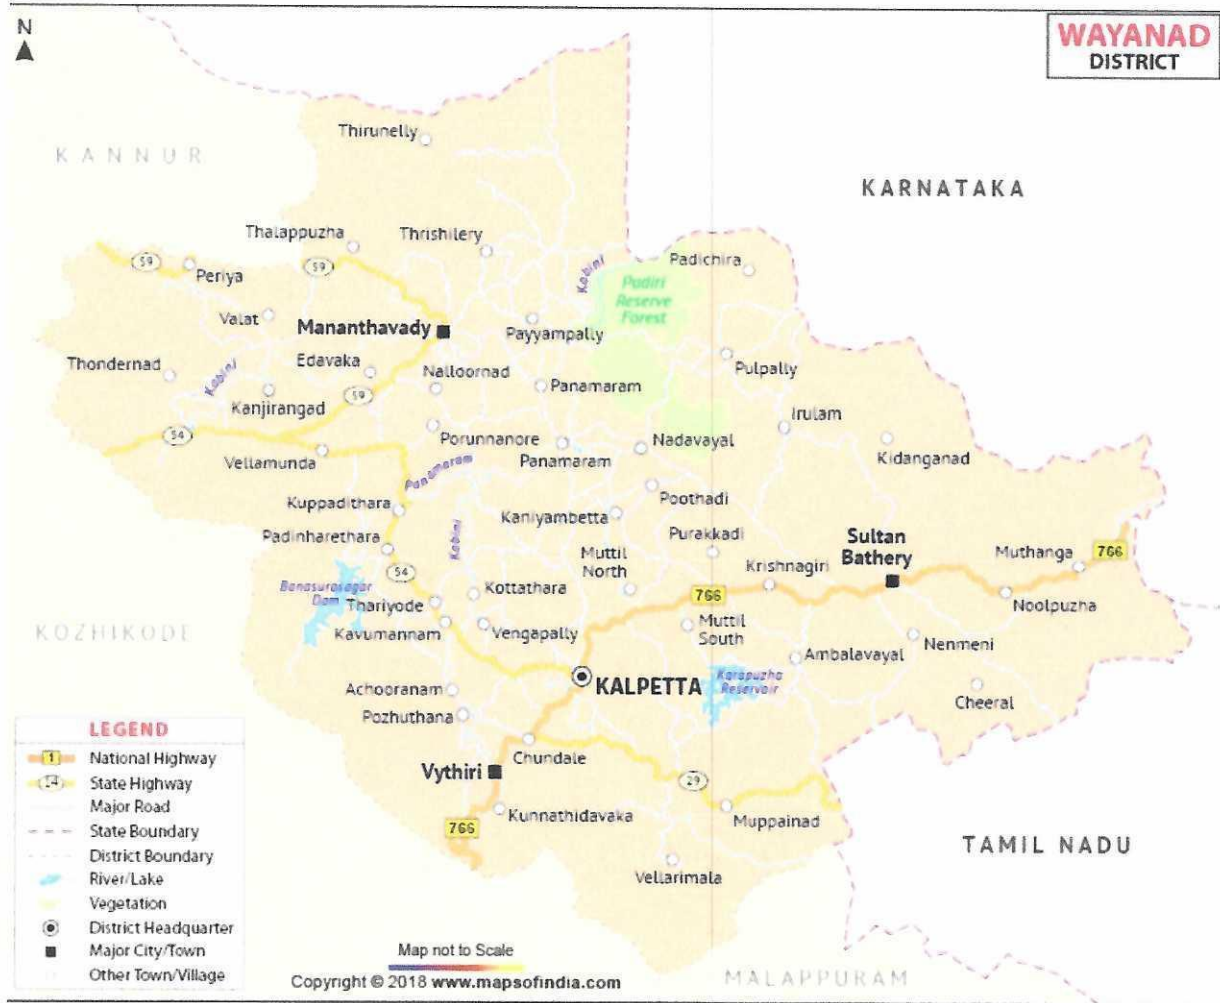 N
WAYANAD
DISTRICT
Thirunelly
KANNUR
KARNATAKA
Thalappuzha
Thrishilery
59
Periya
59
Kabini
Padichira
Padiri
Reserve
Forest
Valat
Mananthavady
Payyampally
Thondernad
Edavaka
Nalloornad
Pulpally
Kabini
59
Panamaram
Kanjirangad
Irulam
54
Porunnanore
Nadavayal
Vellamunda
Panamaram
Kidanganad
Panamaram
Kuppadithara
Poothadi
Kaniyambetta
Padinharethara
Kabini
Purakkadi
Sultan
Bathery
Muttil
North
Muthanga
766
54
Krishnagiri
Banasurasagar
Dam
Kottathara
766
Thariyode
Noolpuzha
Kavumannam
Vengapally
Muttil
South
KOZHIKODE
Nenmeni
Ambalavayal
KALPETTA
Karapuzha
Reservoir
Achooranam
Cheeral
Pozhuthana
Chundale
Vythiri
29
Kunnathidavaka
Muppainad
766
TAMIL NADU
Vellarimala
LEGEND
1 National Highway
54 State Highway
Major Road
State Boundary
District Boundary
River/Lake
Vegetation
District Headquarter
Major City/Town
Other Town/Village
Map not to Scale
Copyright © 2018 www.mapsofindia.com
MALAPPURAM